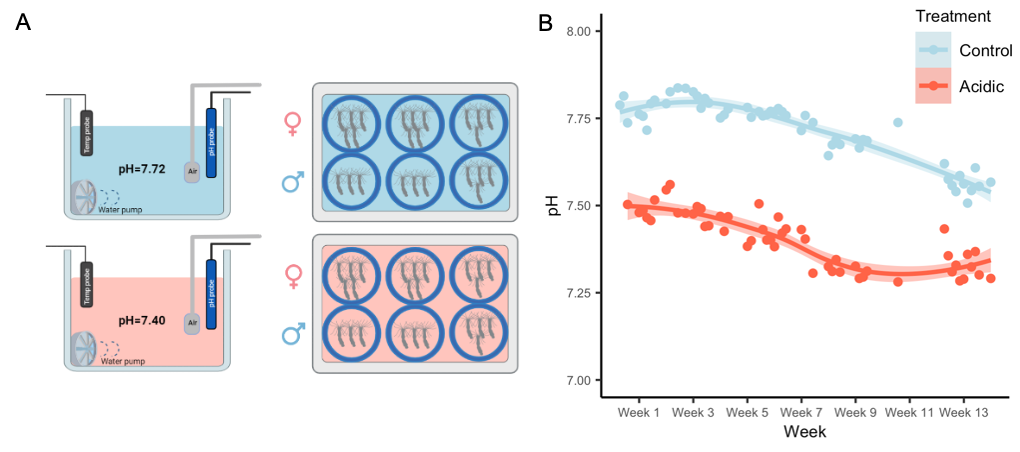 A
Temp probe
pH probe
pH=7.72
Air
Water pump
♀
♂
Temp probe
pH probe
pH=7.40
Air
Water pump
♀
♂
B
Treatment
Control
Acidic
pH
8.00
7.75
7.50
7.25
7.00
Week 1 Week 3 Week 5 Week 7 Week 9 Week 11 Week 13
Week